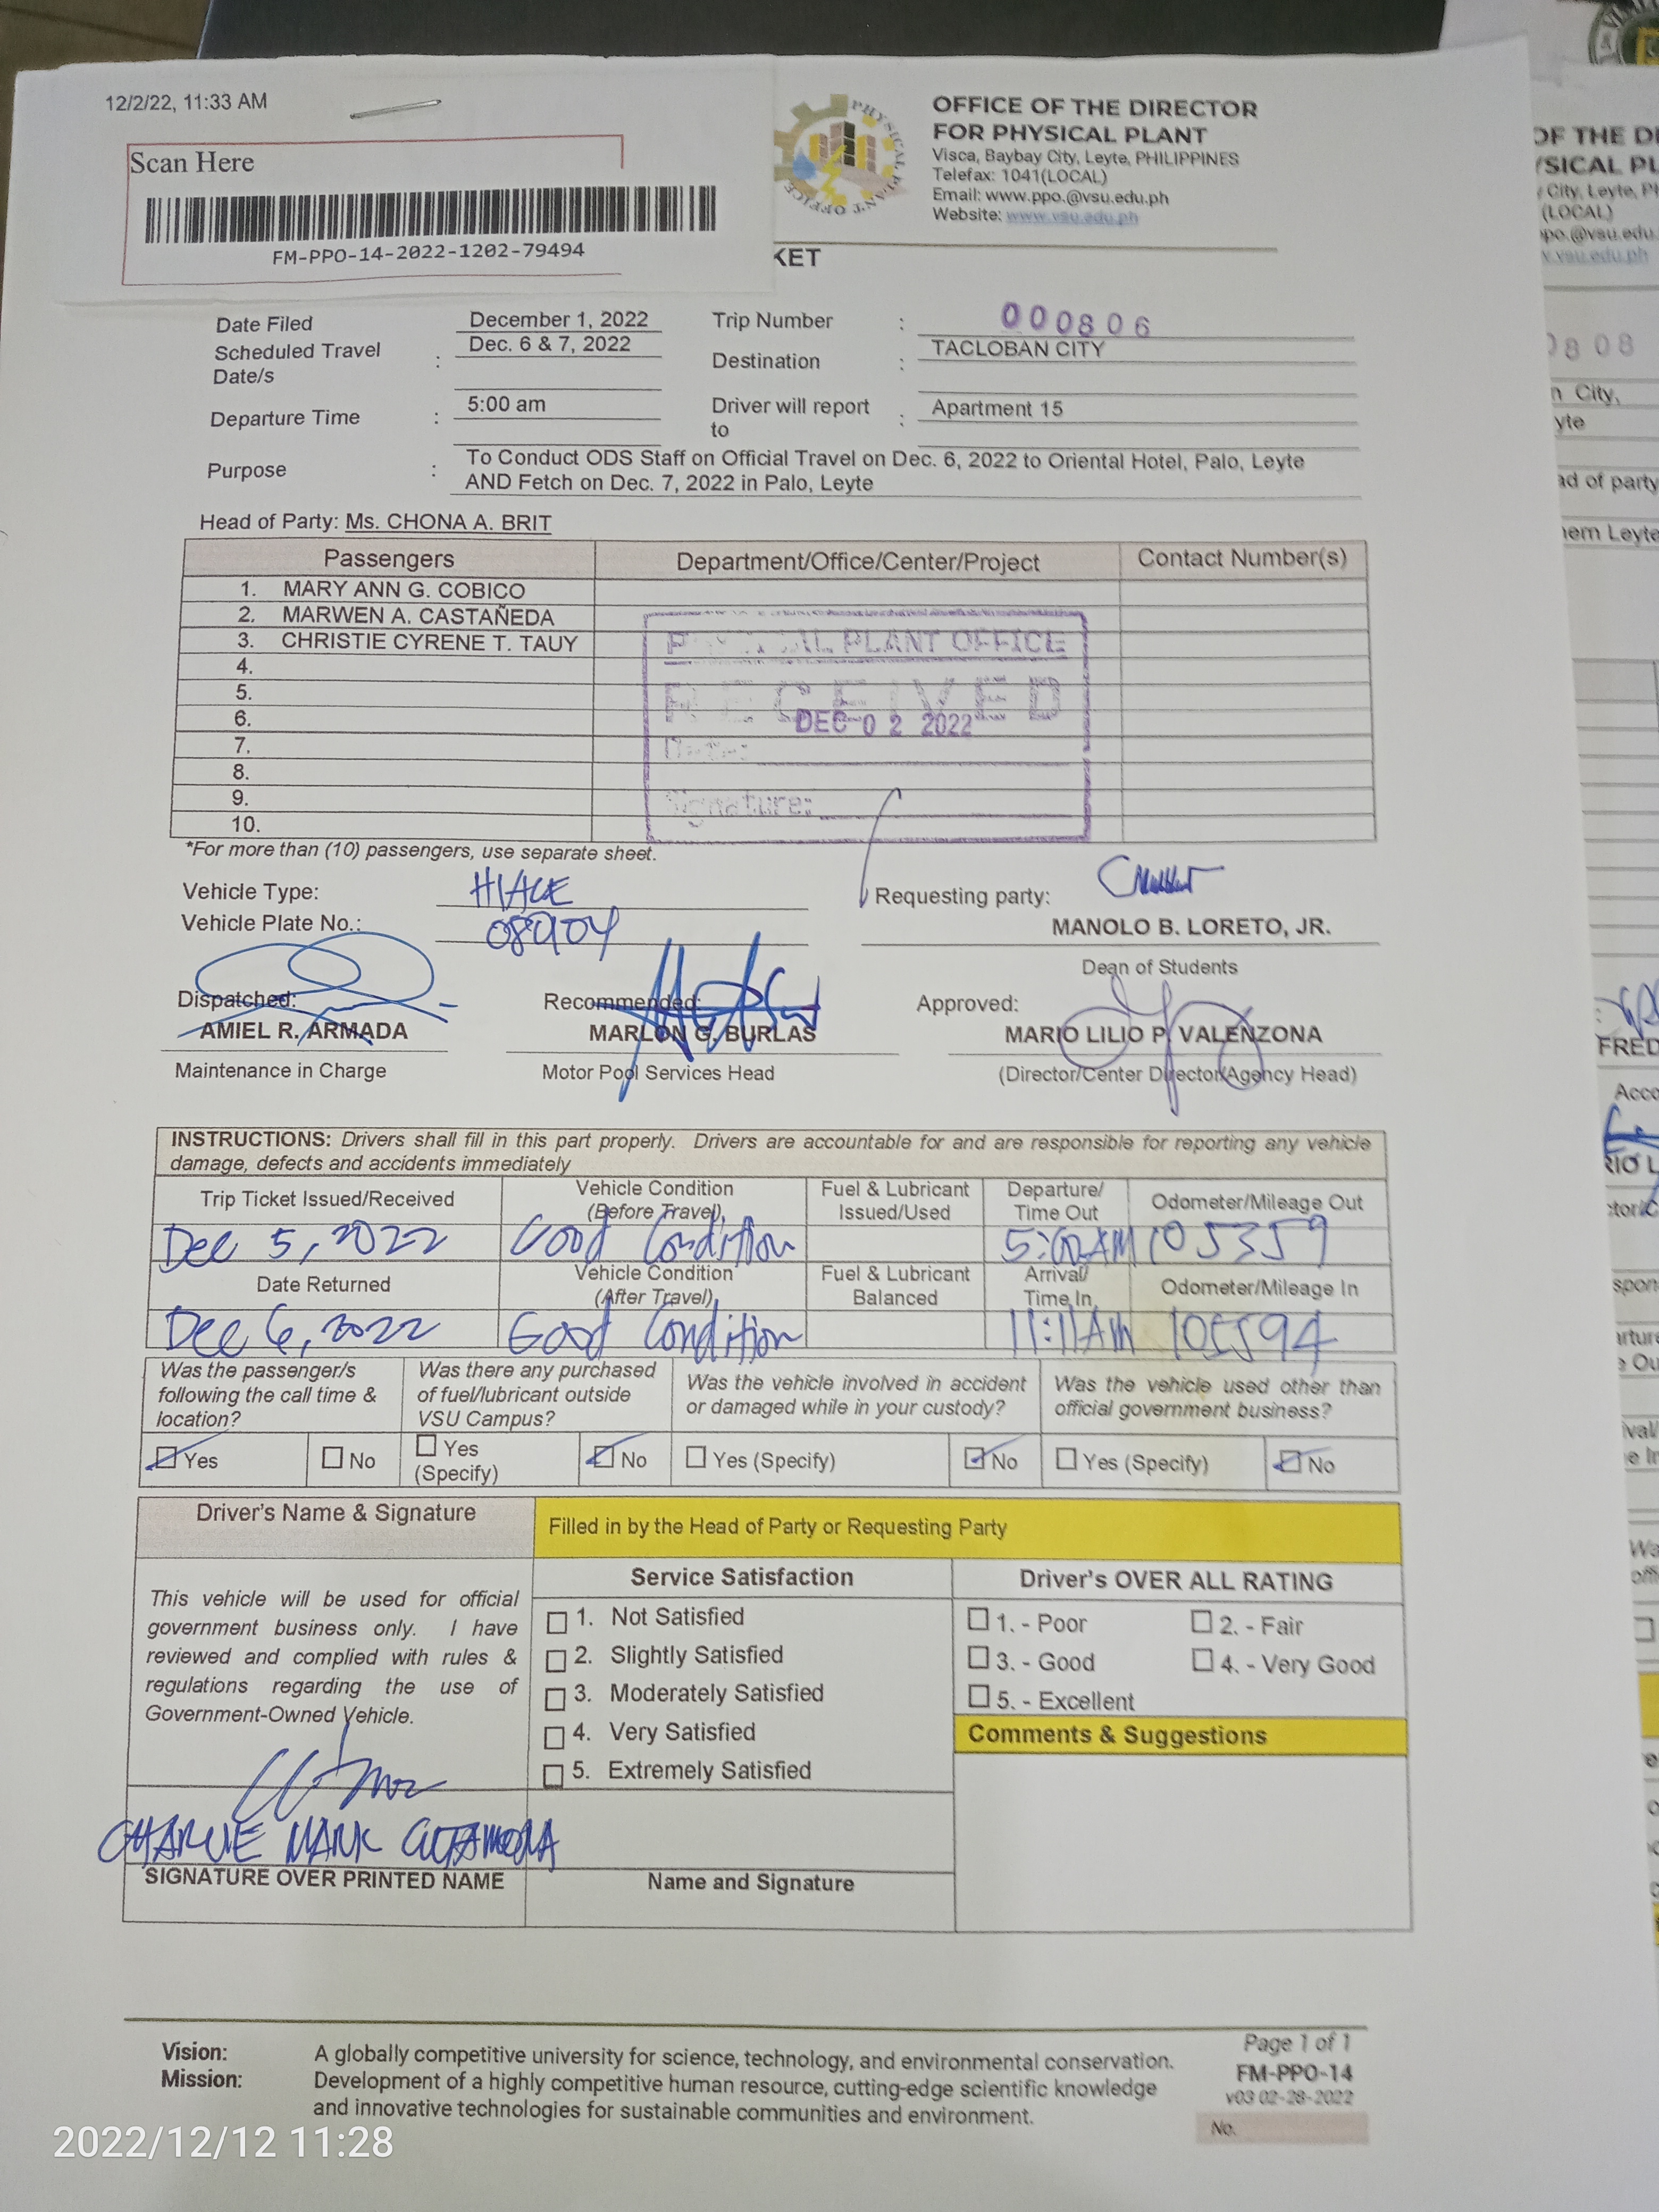 12/2/22, 11:33 AM
Scan Here
FM-PPO-14-2022-1202-79494
OFFICE OF THE DIRECTOR
FOR PHYSICAL PLANT
Visca, Baybay City, Leyte, PHILIPPINES
Telefax: 1041(LOCAL)
Email: www.ppo.@vsu.edu.ph
Website: www.vsu.edu.ph
PHYSICAL PLANT OFFICE
KET
Date Filed December 1, 2022 Trip Number : 000806
Scheduled Travel Date/s : Dec. 6 & 7, 2022 Destination : TACLOBAN CITY
Departure Time : 5:00 am Driver will report to : Apartment 15
Purpose : To Conduct ODS Staff on Official Travel on Dec. 6, 2022 to Oriental Hotel, Palo, Leyte
AND Fetch on Dec. 7, 2022 in Palo, Leyte
Head of Party: Ms. CHONA A. BRIT
Passengers Department/Office/Center/Project Contact Number(s)
1. MARY ANN G. COBICO
2. MARWEN A. CASTAÑEDA
3. CHRISTIE CYRENE T. TAUY
4.
5.
6.
7.
8.
9.
10.
PLANT OFFICE
RECEIVED
DEC 02 2022
Date:
Signature:
*For more than (10) passengers, use separate sheet.
Vehicle Type: HIACE Requesting party:
Vehicle Plate No.: MANOLO B. LORETO, JR.
Dean of Students
Dispatched: Recommended: Approved:
AMIEL R. ARMADA MARLON G. BURLAS MARIO LILIO P. VALENZONA
Maintenance in Charge Motor Pool Services Head (Director/Center Director/Agency Head)
INSTRUCTIONS: Drivers shall fill in this part properly. Drivers are accountable for and are responsible for reporting any vehicle
damage, defects and accidents immediately
Trip Ticket Issued/Received Vehicle Condition (Before Travel) Fuel & Lubricant Issued/Used Departure/ Time Out Odometer/Mileage Out
Dec 5, 2022 Good Condition 5:00AM 105359
Date Returned Vehicle Condition (After Travel) Fuel & Lubricant Balanced Arrival/ Time In Odometer/Mileage In
Dec 6, 2022 Good Condition 11:11AM 105594
Was the passenger/s following the call time & location? Was there any purchased of fuel/lubricant outside VSU Campus? Was the vehicle involved in accident or damaged while in your custody? Was the vehicle used other than official government business?
Yes No Yes (Specify) No Yes (Specify) No Yes (Specify) No
Driver's Name & Signature
Filled in by the Head of Party or Requesting Party
This vehicle will be used for official
government business only. I have
reviewed and complied with rules &
regulations regarding the use of
Government-Owned Vehicle.
CHARLIE MARK
SIGNATURE OVER PRINTED NAME
Service Satisfaction
1. Not Satisfied
2. Slightly Satisfied
3. Moderately Satisfied
4. Very Satisfied
5. Extremely Satisfied
Name and Signature
Driver's OVER ALL RATING
1. - Poor 2. - Fair
3. - Good 4. - Very Good
5. - Excellent
Comments & Suggestions
Vision: A globally competitive university for science, technology, and environmental conservation.
Mission: Development of a highly competitive human resource, cutting-edge scientific knowledge
and innovative technologies for sustainable communities and environment.
Page 1 of 1
FM-PPO-14
v03 02-28-2022
No.
2022/12/12 11:28